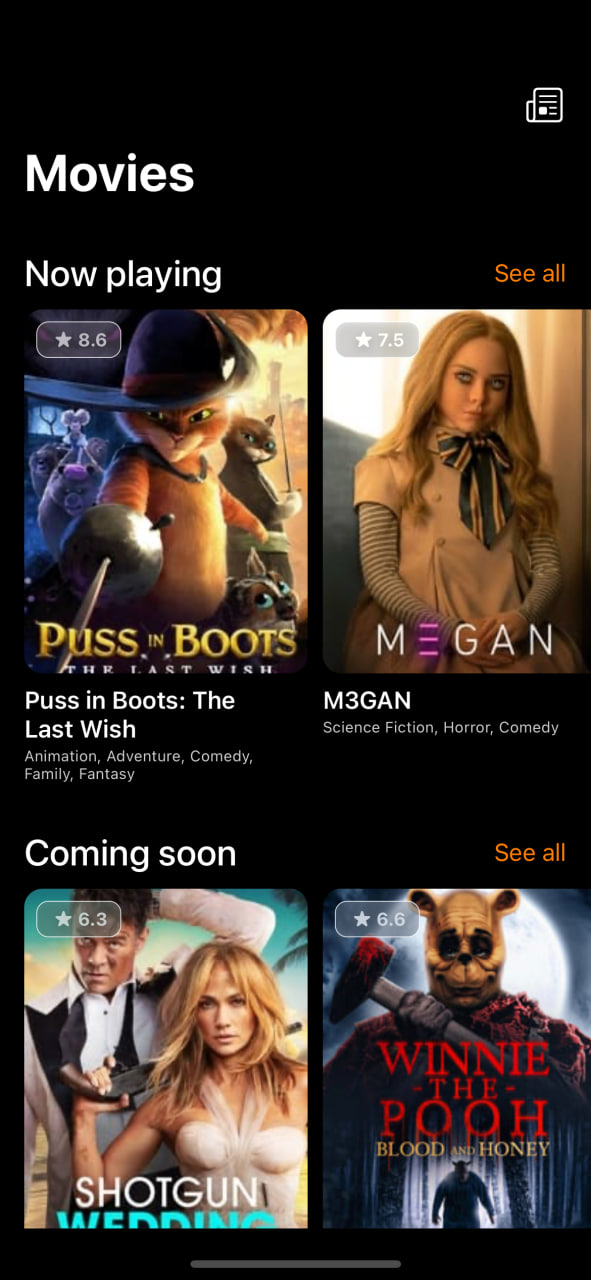 Movies
Now playing
See all
★ 8.6
★ 7.5
PUSS IN BOOTS
THE LAST WISH
M3GAN
Puss in Boots: The
Last Wish
Animation, Adventure, Comedy,
Family, Fantasy
M3GAN
Science Fiction, Horror, Comedy
Coming soon
See all
★ 6.3
★ 6.6
SHOTGUN
WEDDING
WINNIE
-THE-
POOH
BLOOD AND HONEY